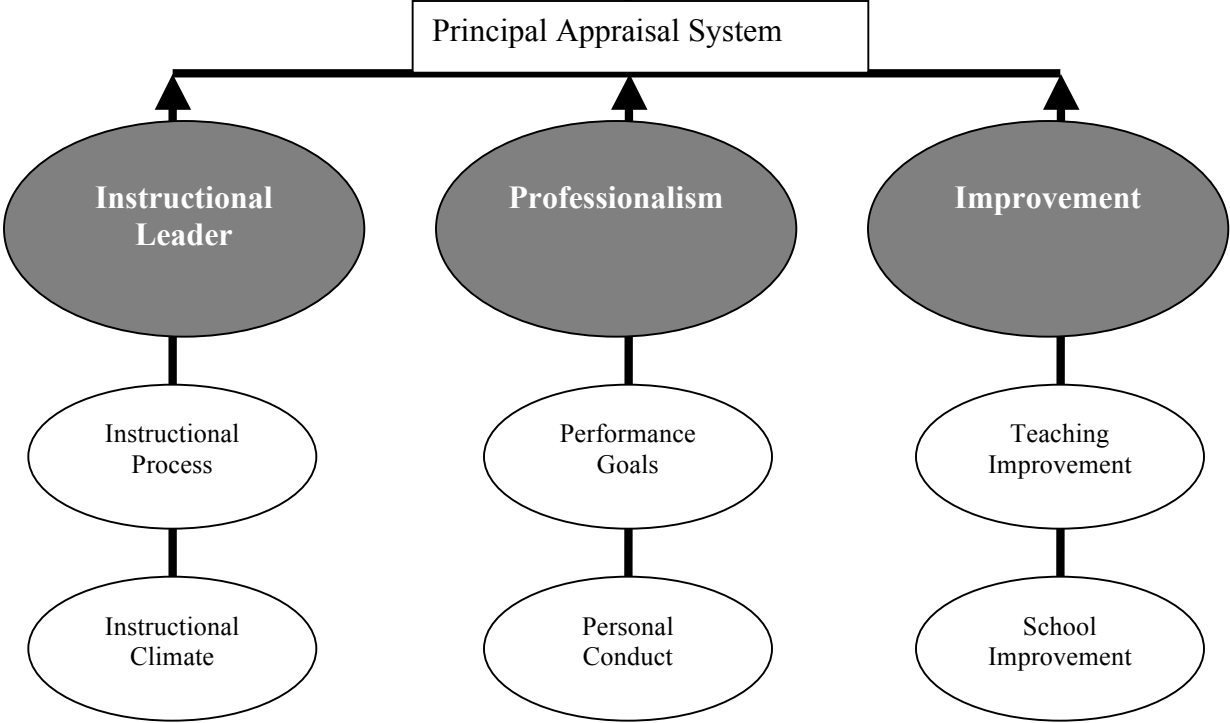 Principal Appraisal System
Instructional
Leader
Professionalism
Improvement
Instructional
Process
Performance
Goals
Teaching
Improvement
Instructional
Climate
Personal
Conduct
School
Improvement